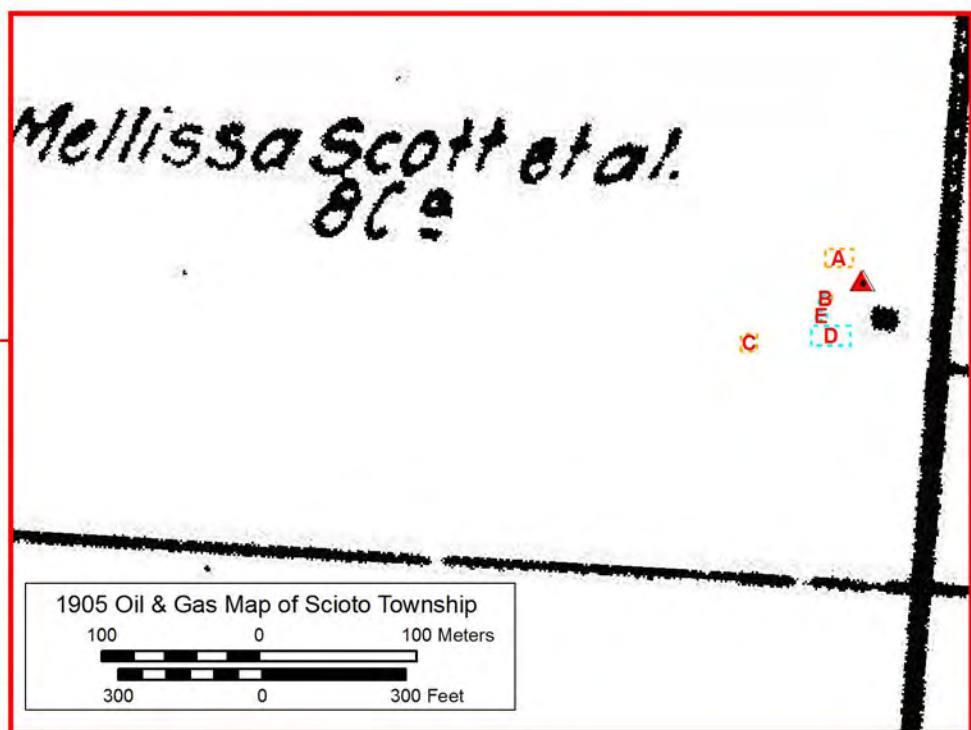 Mellissa Scott et al.
8C a
A
B
E
D
C
1905 Oil & Gas Map of Scioto Township
100 0 100 Meters
300 0 300 Feet